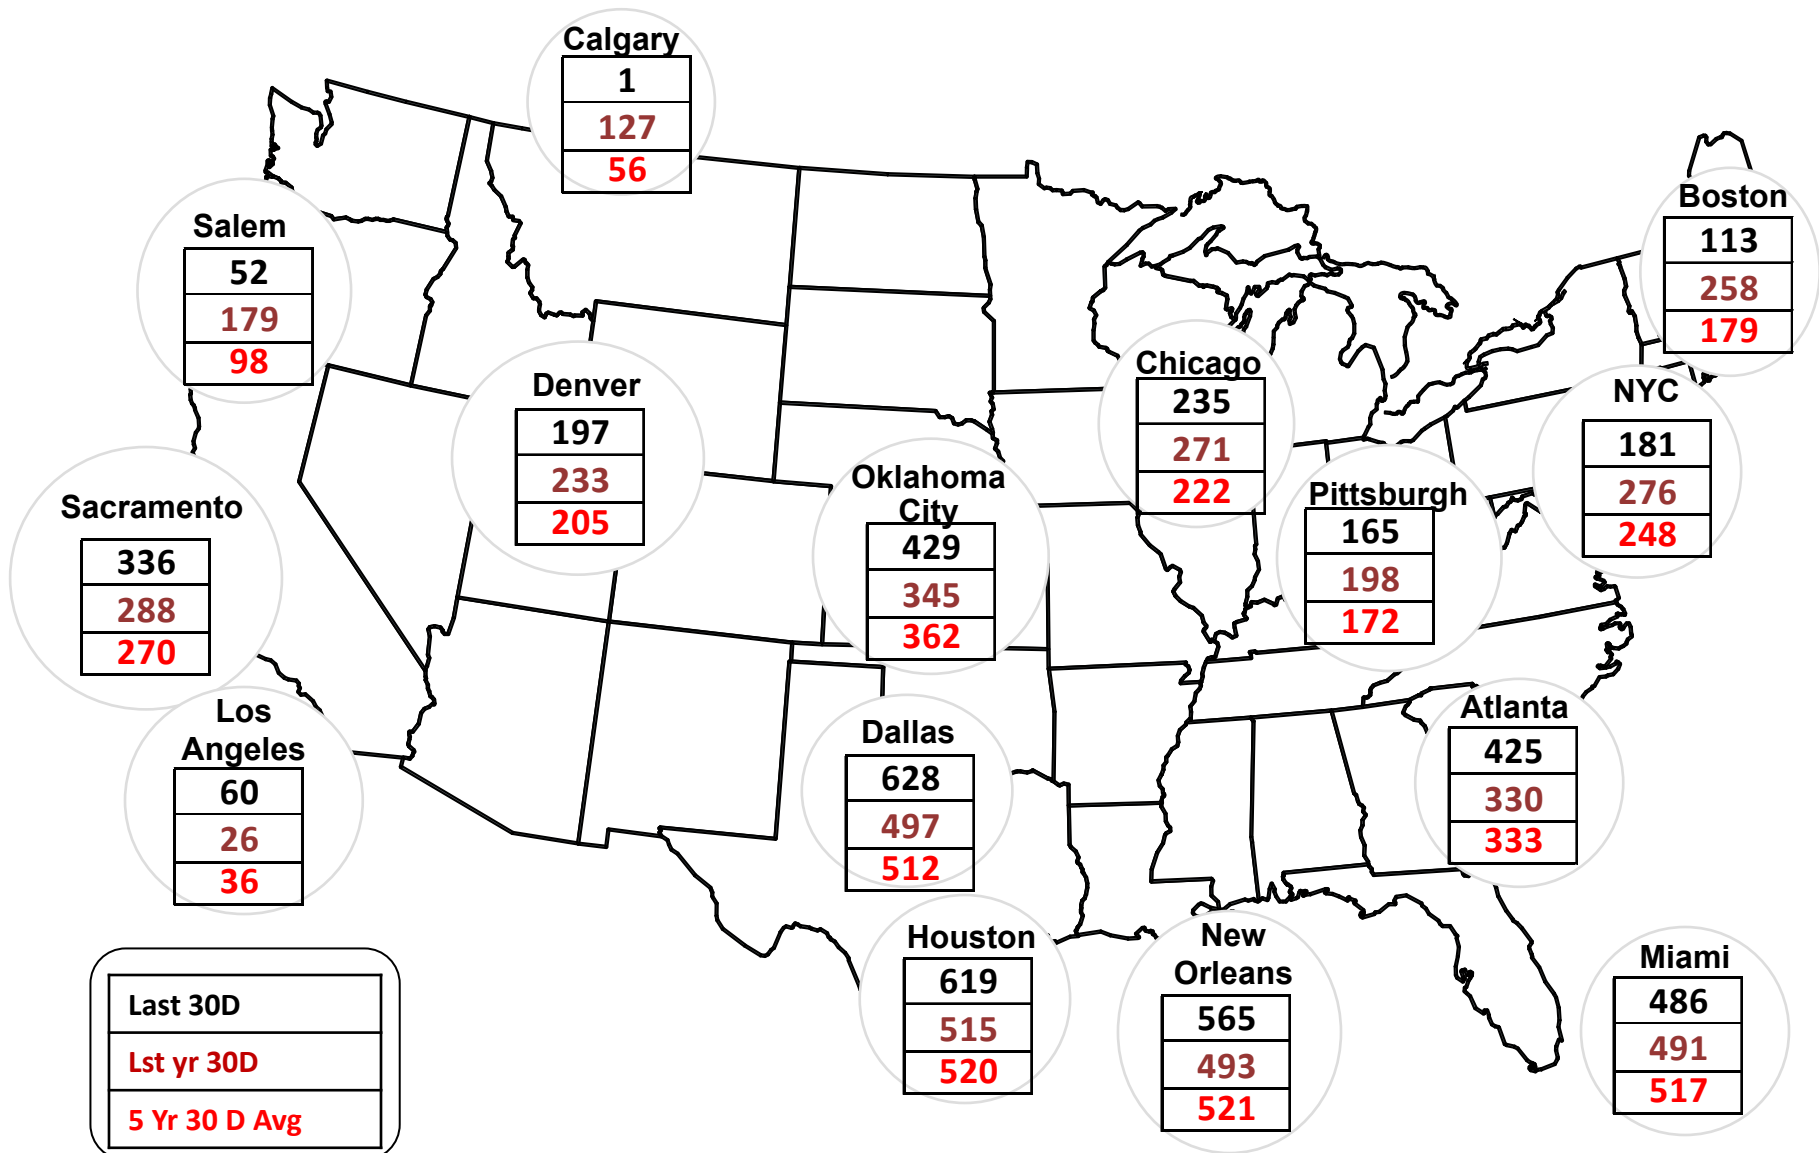 Calgary
1
127
56
Salem
52
179
98
Boston
113
258
179
Denver
197
233
205
Chicago
235
271
222
NYC
181
276
248
Sacramento
336
288
270
Oklahoma
City
429
345
362
Pittsburgh
165
198
172
Los
Angeles
60
26
36
Dallas
628
497
512
Atlanta
425
330
333
Houston
619
515
520
New
Orleans
565
493
521
Miami
486
491
517
Last 30D
Lst yr 30D
5 Yr 30 D Avg